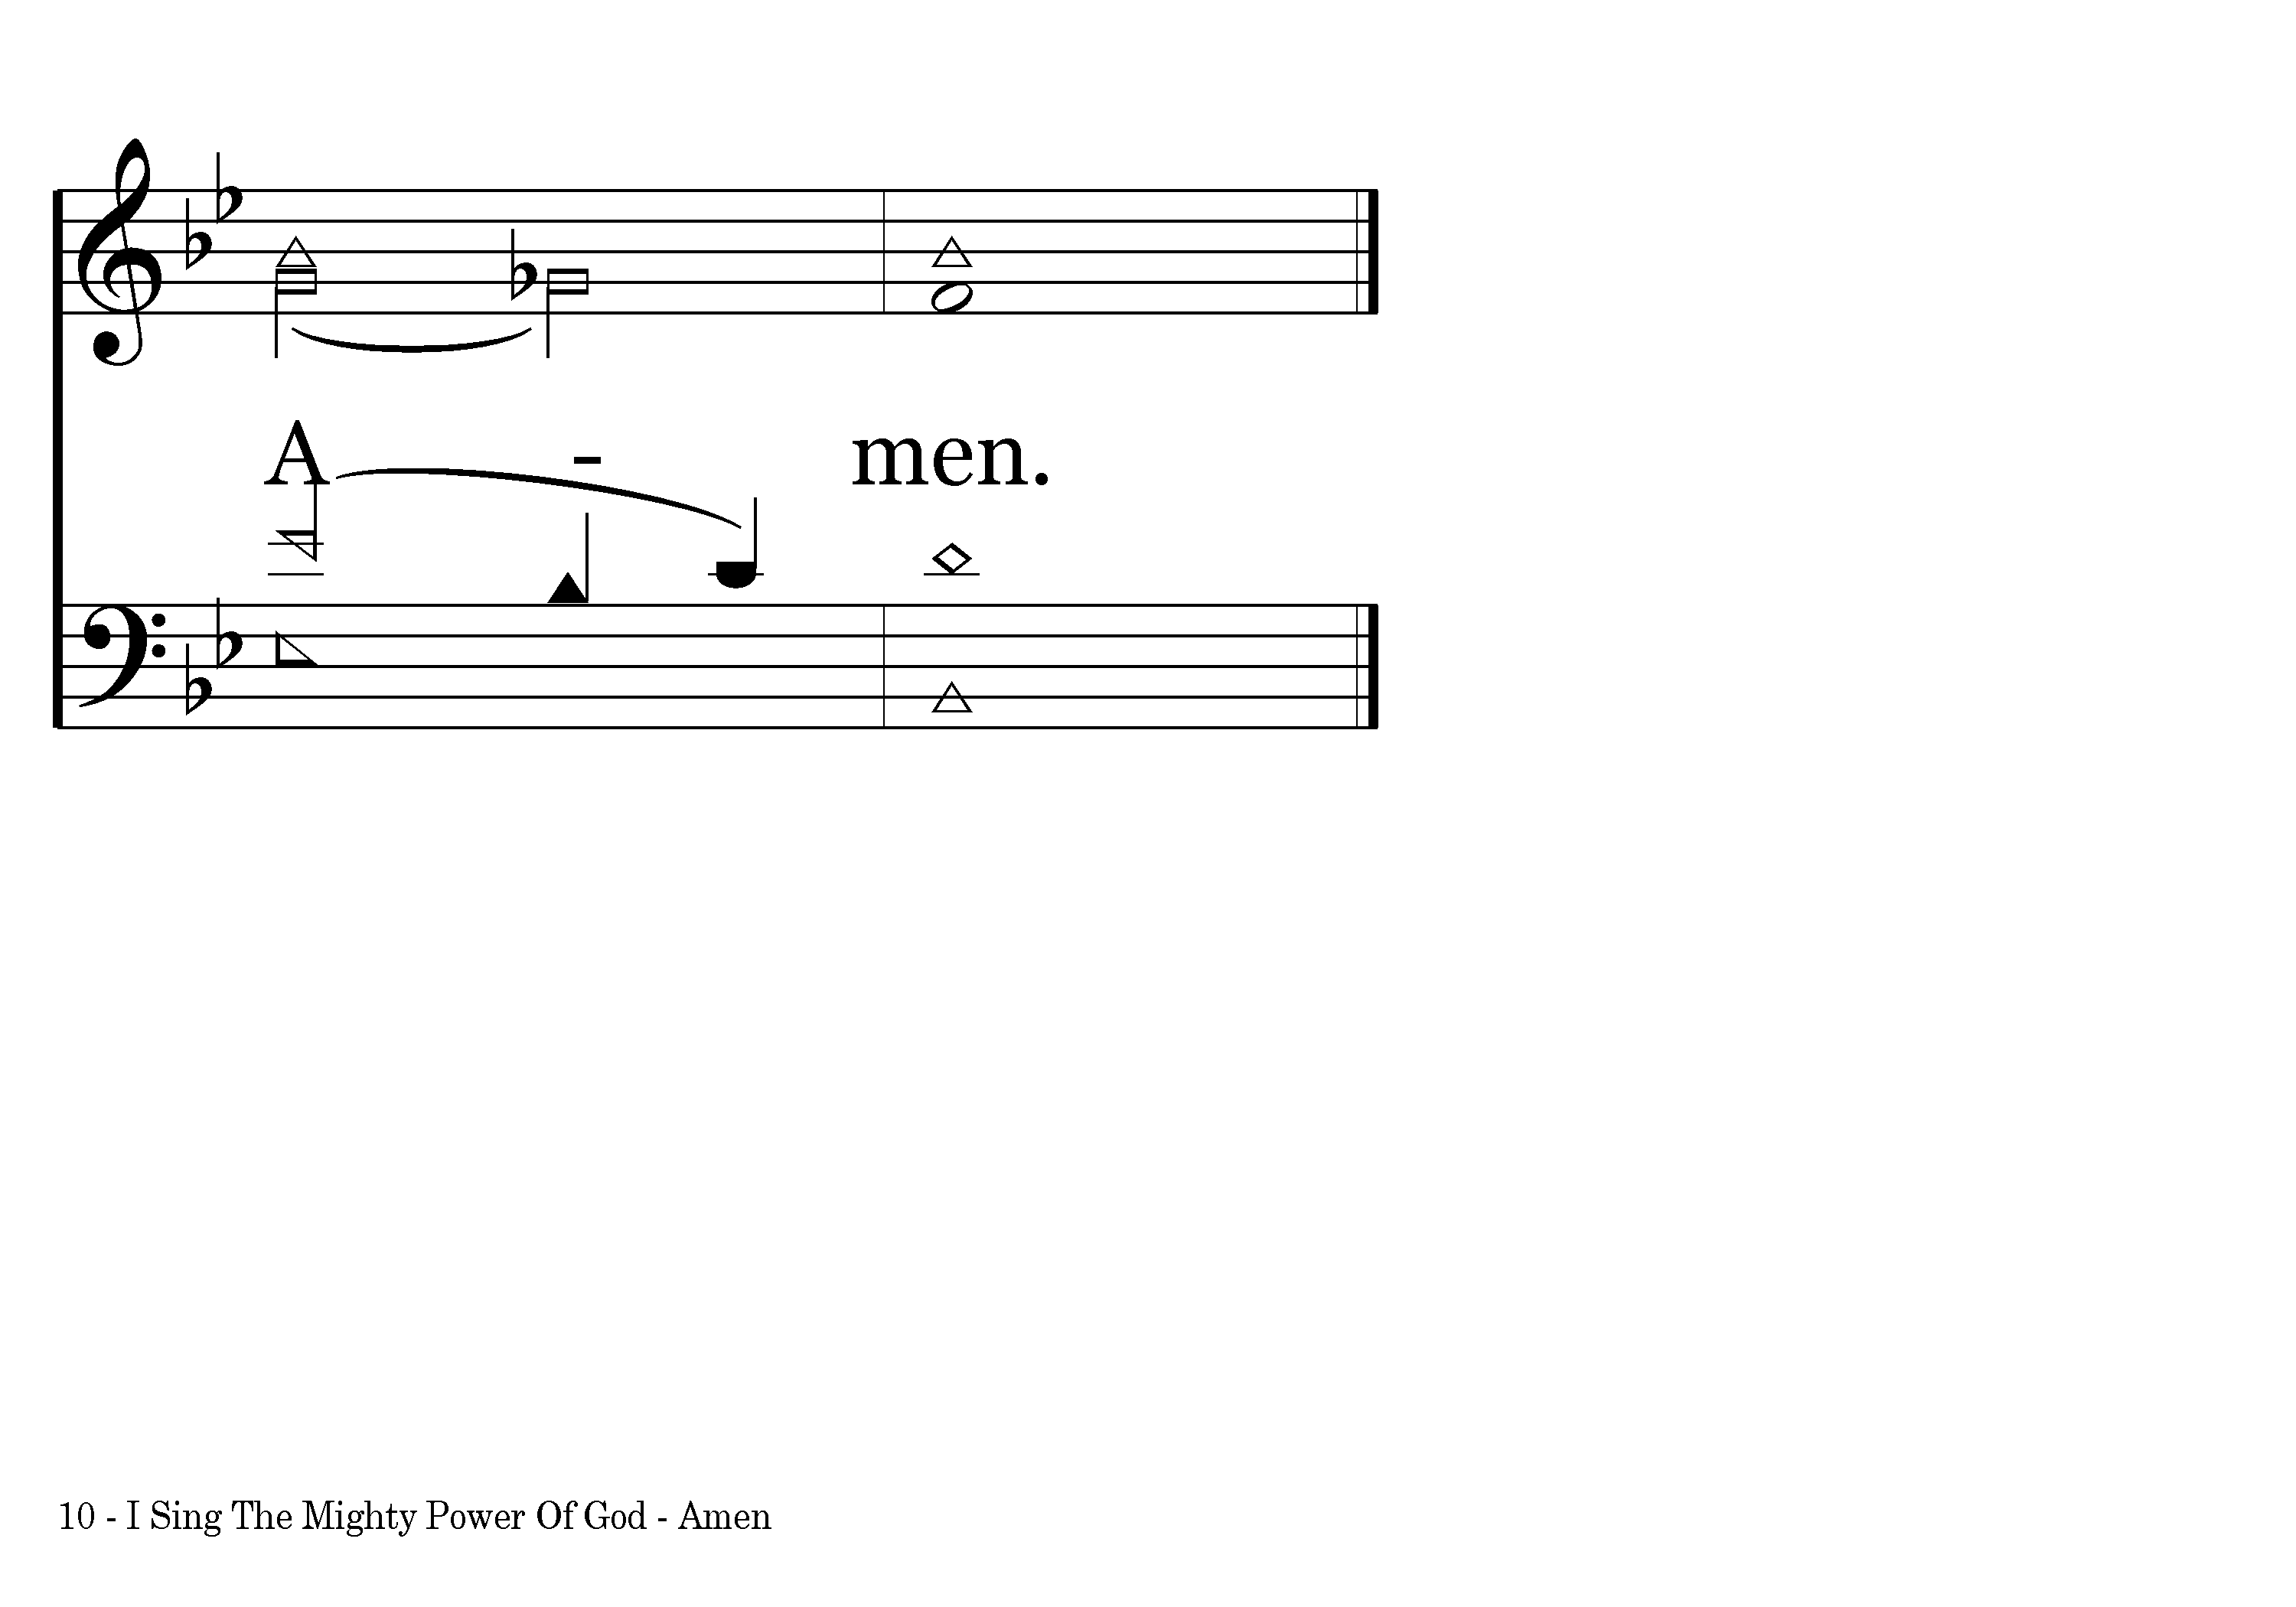 A - men.
10 - I Sing The Mighty Power Of God - Amen